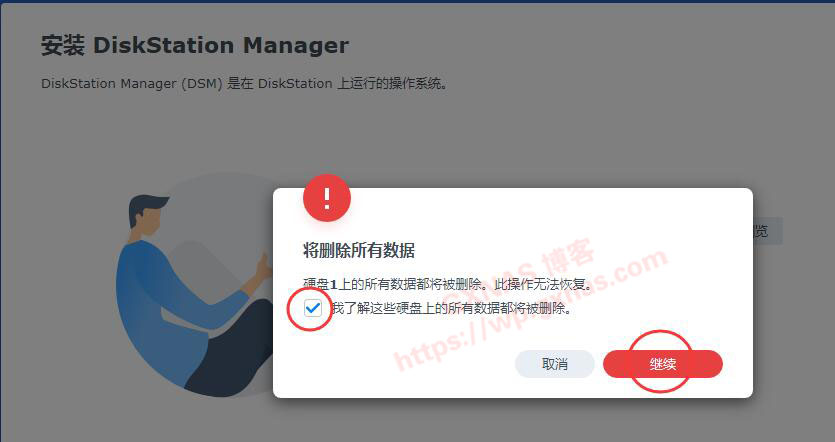 安装 DiskStation Manager
DiskStation Manager (DSM) 是在 DiskStation 上运行的操作系统。
览
将删除所有数据
硬盘1上的所有数据都将被删除。此操作无法恢复。
我了解这些硬盘上的所有数据都将被删除。
GXNAS 博客
https://wp.gxnas.com
取消
继续